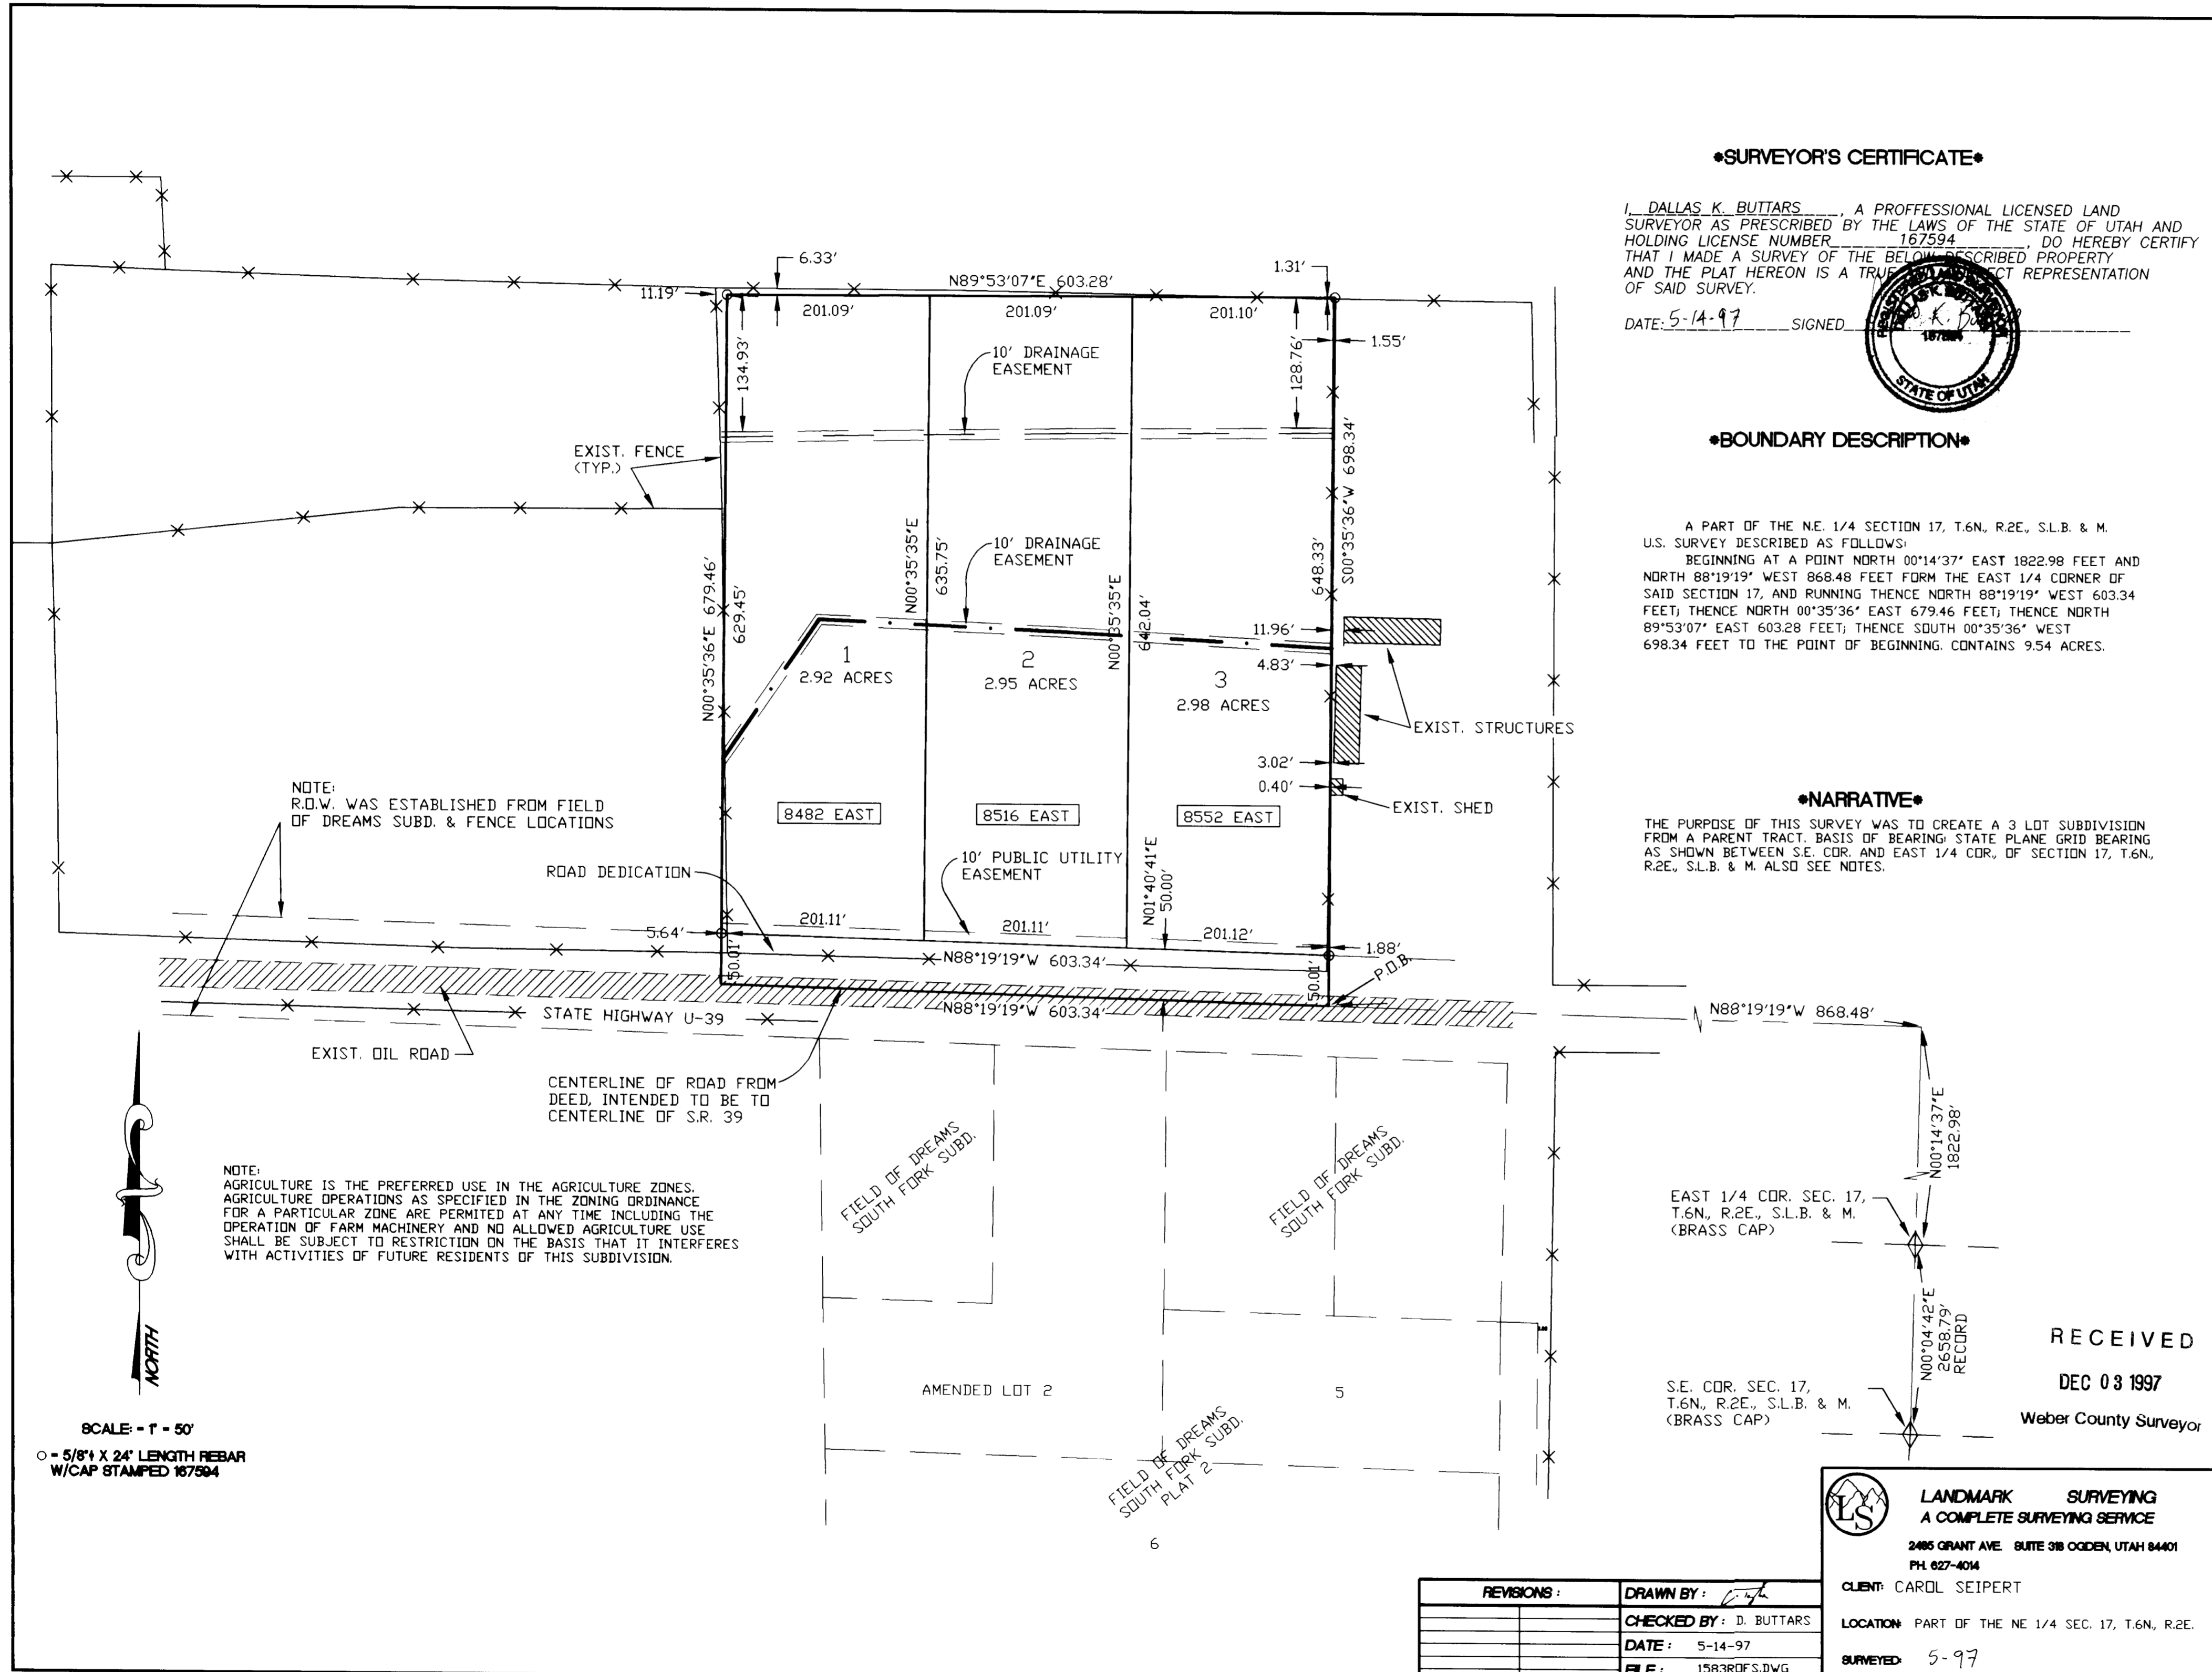 *SURVEYOR'S CERTIFICATE*
I, DALLAS K. BUTTARS, A PROFFESSIONAL LICENSED LAND
SURVEYOR AS PRESCRIBED BY THE LAWS OF THE STATE OF UTAH AND
HOLDING LICENSE NUMBER 167594, DO HEREBY CERTIFY
THAT I MADE A SURVEY OF THE BELOW DESCRIBED PROPERTY
AND THE PLAT HEREON IS A TRUE REPRESENTATION
OF SAID SURVEY.
DATE: 5-14-97 SIGNED
DALLAS K.
167594
STATE OF UTAH
*BOUNDARY DESCRIPTION*
A PART OF THE N.E. 1/4 SECTION 17, T.6N., R.2E., S.L.B. & M.
U.S. SURVEY DESCRIBED AS FOLLOWS:
BEGINNING AT A POINT NORTH 00°14'37" EAST 1822.98 FEET AND
NORTH 88°19'19" WEST 868.48 FEET FORM THE EAST 1/4 CORNER OF
SAID SECTION 17, AND RUNNING THENCE NORTH 88°19'19" WEST 603.34
FEET; THENCE NORTH 00°35'36" EAST 679.46 FEET; THENCE NORTH
89°53'07" EAST 603.28 FEET; THENCE SOUTH 00°35'36" WEST
698.34 FEET TO THE POINT OF BEGINNING. CONTAINS 9.54 ACRES.
*NARRATIVE*
THE PURPOSE OF THIS SURVEY WAS TO CREATE A 3 LOT SUBDIVISION
FROM A PARENT TRACT. BASIS OF BEARING: STATE PLANE GRID BEARING
AS SHOWN BETWEEN S.E. COR. AND EAST 1/4 COR., OF SECTION 17, T.6N.,
R.2E., S.L.B. & M. ALSO SEE NOTES.
6.33'
11.19'
N89°53'07"E 603.28'
1.31'
201.09'
201.09'
201.10'
134.93'
128.76'
1.55'
10' DRAINAGE
EASEMENT
EXIST. FENCE
(TYP.)
S00°35'36"W 698.34'
648.33'
N00°35'35"E
635.75'
10' DRAINAGE
EASEMENT
N00°35'36"E 679.46'
629.45'
N00°35'35"E
642.04'
11.96'
4.83'
1
2.92 ACRES
2
2.95 ACRES
3
2.98 ACRES
EXIST. STRUCTURES
3.02'
0.40'
EXIST. SHED
NOTE:
R.O.W. WAS ESTABLISHED FROM FIELD
OF DREAMS SUBD. & FENCE LOCATIONS
8482 EAST
8516 EAST
8552 EAST
ROAD DEDICATION
10' PUBLIC UTILITY
EASEMENT
N01°40'41"E
50.00'
5.64'
201.11'
201.11'
201.12'
1.88'
50.01'
N88°19'19"W 603.34'
50.01'
P.O.B.
STATE HIGHWAY U-39
N88°19'19"W 603.34'
N88°19'19"W 868.48'
EXIST. OIL ROAD
CENTERLINE OF ROAD FROM
DEED, INTENDED TO BE TO
CENTERLINE OF S.R. 39
N00°14'37"E
1822.98'
FIELD OF DREAMS
SOUTH FORK SUBD.
FIELD OF DREAMS
SOUTH FORK SUBD.
NOTE:
AGRICULTURE IS THE PREFERRED USE IN THE AGRICULTURE ZONES.
AGRICULTURE OPERATIONS AS SPECIFIED IN THE ZONING ORDINANCE
FOR A PARTICULAR ZONE ARE PERMITED AT ANY TIME INCLUDING THE
OPERATION OF FARM MACHINERY AND NO ALLOWED AGRICULTURE USE
SHALL BE SUBJECT TO RESTRICTION ON THE BASIS THAT IT INTERFERES
WITH ACTIVITIES OF FUTURE RESIDENTS OF THIS SUBDIVISION.
EAST 1/4 COR. SEC. 17,
T.6N., R.2E., S.L.B. & M.
(BRASS CAP)
N00°04'42"E
2658.79'
RECORD
S.E. COR. SEC. 17,
T.6N., R.2E., S.L.B. & M.
(BRASS CAP)
AMENDED LOT 2
5
FIELD OF DREAMS
SOUTH FORK SUBD.
PLAT 2
6
NORTH
SCALE: - 1" = 50'
○ = 5/8"⌀ X 24" LENGTH REBAR
W/CAP STAMPED 167594
RECEIVED
DEC 03 1997
Weber County Surveyor
LS
LANDMARK SURVEYING
A COMPLETE SURVEYING SERVICE
2485 GRANT AVE. SUITE 318 OGDEN, UTAH 84401
PH. 627-4014
CLIENT: CAROL SEIPERT
LOCATION: PART OF THE NE 1/4 SEC. 17, T.6N., R.2E.
SURVEYED: 5-97
REVISIONS :
DRAWN BY :
CHECKED BY : D. BUTTARS
DATE : 5-14-97
FILE : 1583ROFS.DWG